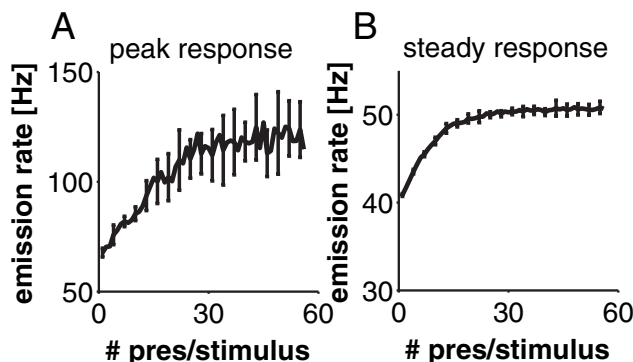 A
peak response
emission rate [Hz]
150
100
50
0
30
60
# pres/stimulus
B
steady response
emission rate [Hz]
50
40
30
0
30
60
# pres/stimulus